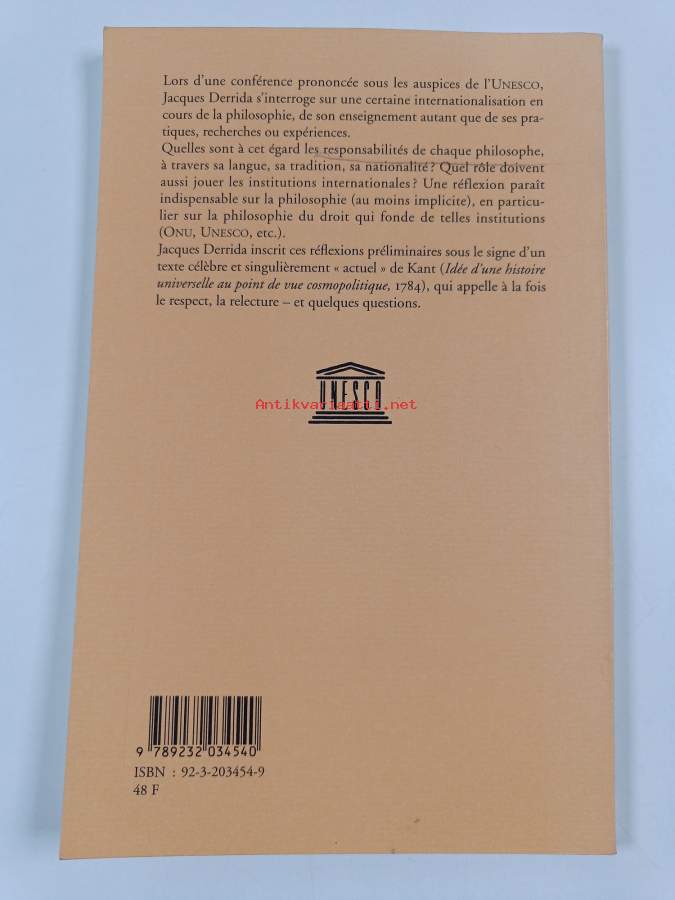 Lors d'une conférence prononcée sous les auspices de l'UNESCO,
Jacques Derrida s'interroge sur une certaine internationalisation en
cours de la philosophie, de son enseignement autant que de ses pra-
tiques, recherches ou expériences.
Quelles sont à cet égard les responsabilités de chaque philosophe,
à travers sa langue, sa tradition, sa nationalité ? Quel rôle doivent
aussi jouer les institutions internationales ? Une réflexion paraît
indispensable sur la philosophie (au moins implicite), en particu-
lier sur la philosophie du droit qui fonde de telles institutions
(ONU, UNESCO, etc.).
Jacques Derrida inscrit ces réflexions préliminaires sous le signe d'un
texte célèbre et singulièrement « actuel » de Kant (Idée d'une histoire
universelle au point de vue cosmopolitique, 1784), qui appelle à la fois
le respect, la relecture – et quelques questions.
UNESCO
Antikvariaatti.net
9 789232 034540
ISBN : 92-3-203454-9
48 F